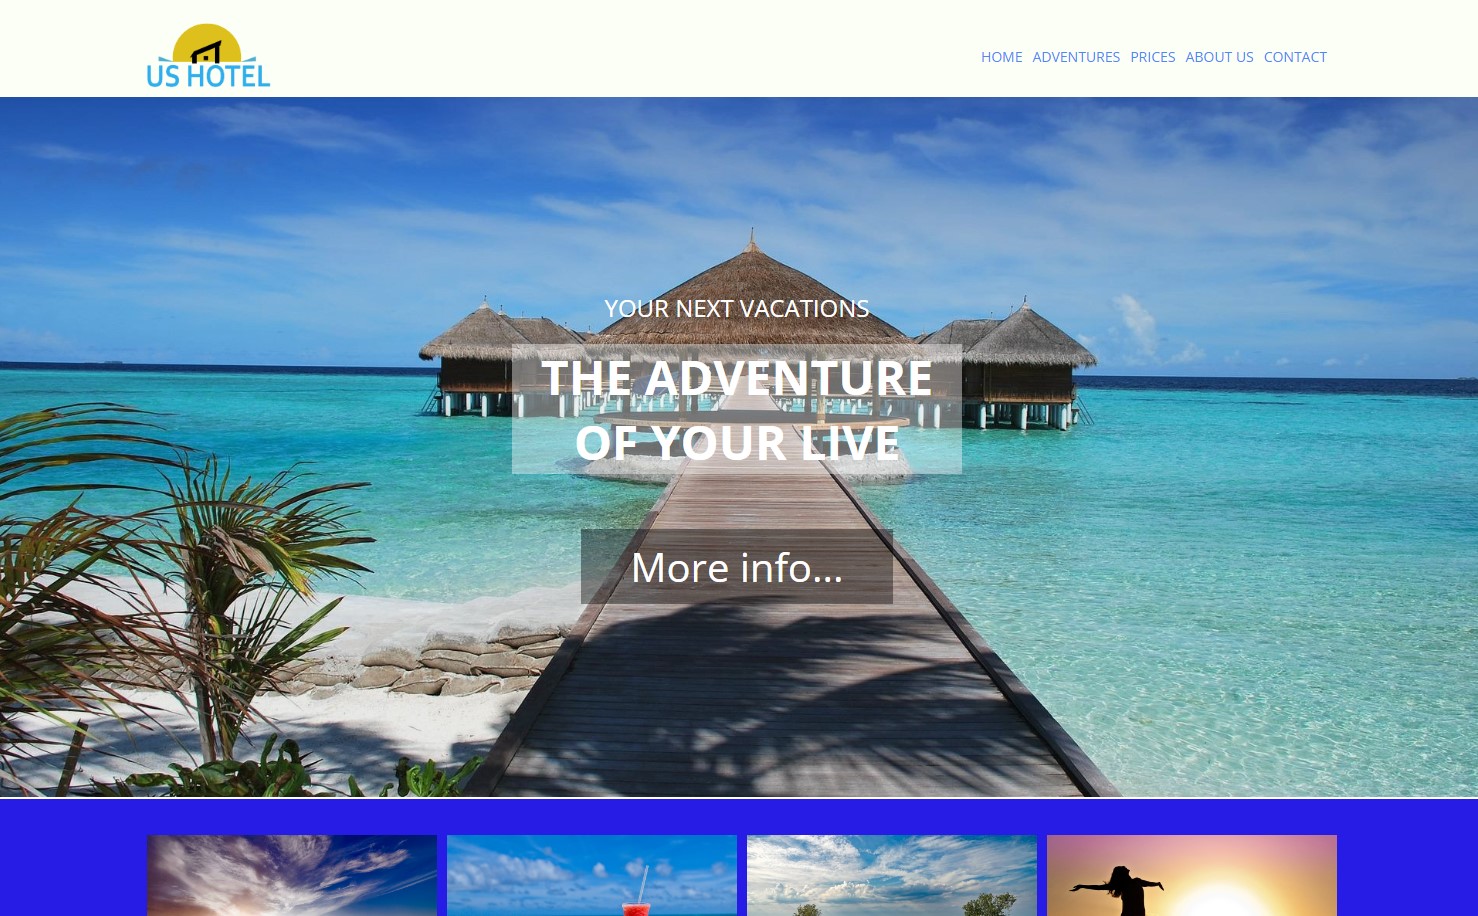 US HOTEL
HOME ADVENTURES PRICES ABOUT US CONTACT
YOUR NEXT VACATIONS
THE ADVENTURE
OF YOUR LIVE
More info...